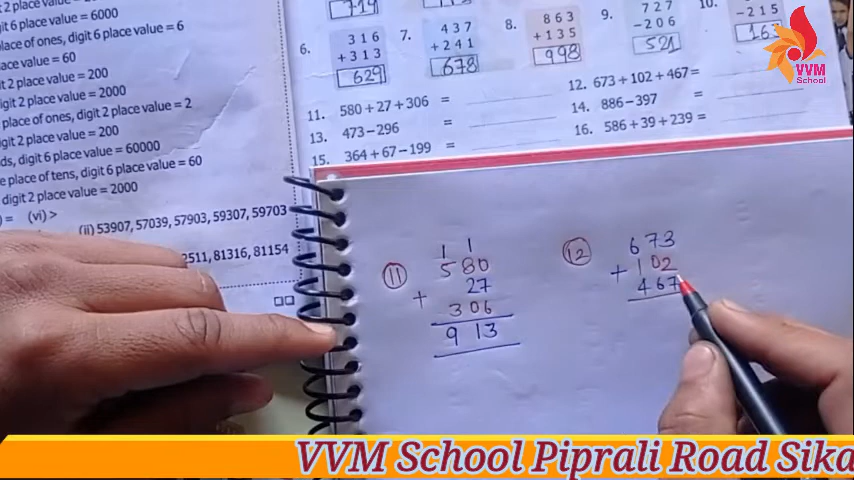 2 place value
git 6 place value = 6000
lace of ones, digit 6 place value = 6
ace value = 60
it 2 place value = 200
igit 2 place value = 2000
place of ones, digit 2 place value = 2
git 2 place value = 200
ds, digit 6 place value = 60000
e place of tens, digit 6 place value = 60
digit 2 place value = 2000
) = (vi) >
(ii) 53907, 57039, 57903, 59307, 59703
2511, 81316, 81154
719
6. 316 + 313 629
7. 437 + 241 678
8. 863 + 135 998
9. 727 - 206 521
10. - 215
11. 580 + 27 + 306 =
12. 673 + 102 + 467 =
13. 473 - 296 =
14. 886 - 397 =
15. 364 + 67 - 199 =
16. 586 + 39 + 239 =
11
1 1
580
27
+
306
913
12
673
+ 102
467
VVM
School
VVM School Piprali Road Sika